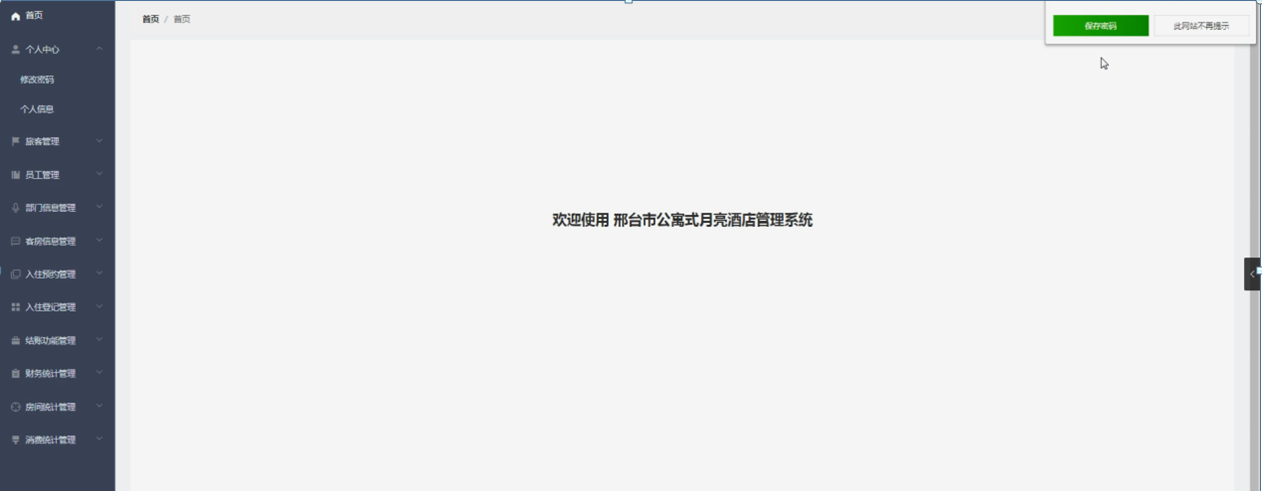 首页
个人中心
修改密码
个人信息
旅客管理
员工管理
部门信息管理
客房信息管理
入住预约管理
入住登记管理
结账功能管理
财务统计管理
房间统计管理
消费统计管理
首页 / 首页
保存密码
此网站不再提示
欢迎使用 邢台市公寓式月亮酒店管理系统